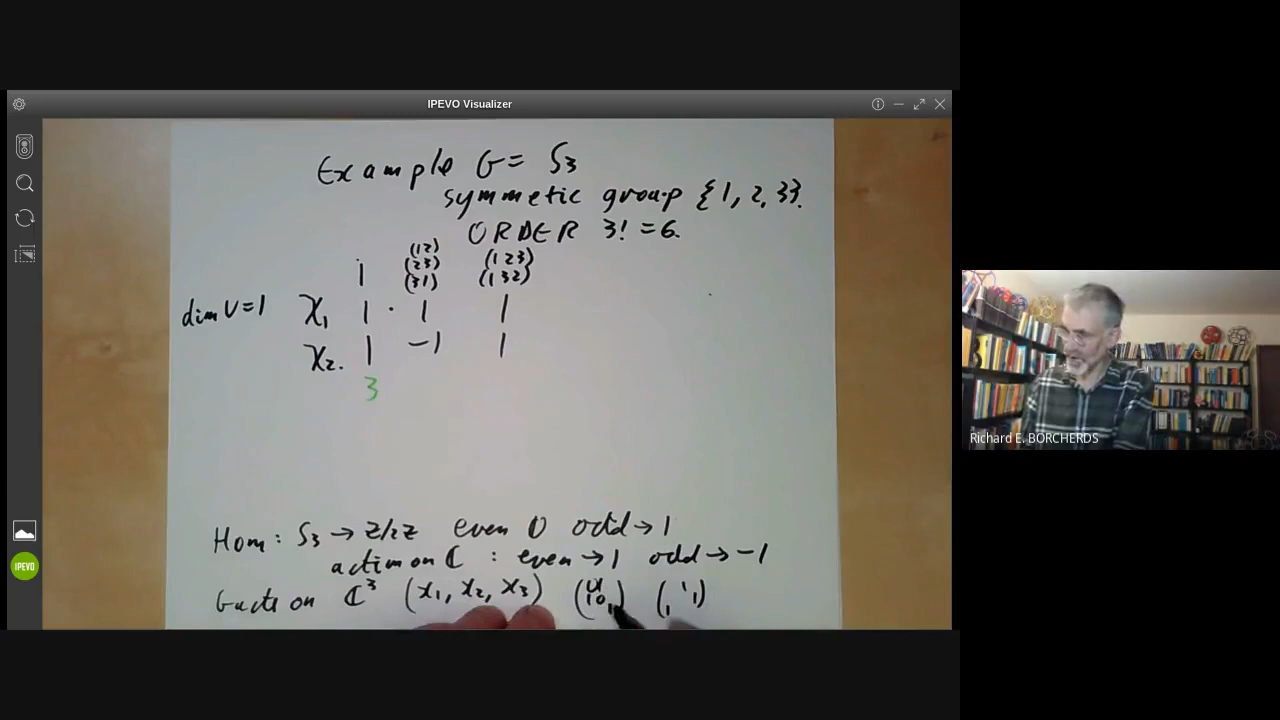 IPEVO Visualizer
Example G = S₃
symmetic group {1, 2, 3}.
ORDER 3! = 6.
1 (12) (23) (31) (123) (132)
dim V = 1 χ₁ 1 · 1 1
χ₂. 1 -1 1
3
Hom: S₃ → Z/2Z even 0 odd → 1
action on ℂ : even → 1 odd → -1
G acts on ℂ³ (x₁, x₂, x₃)
IPEVO
Richard E. BORCHERDS